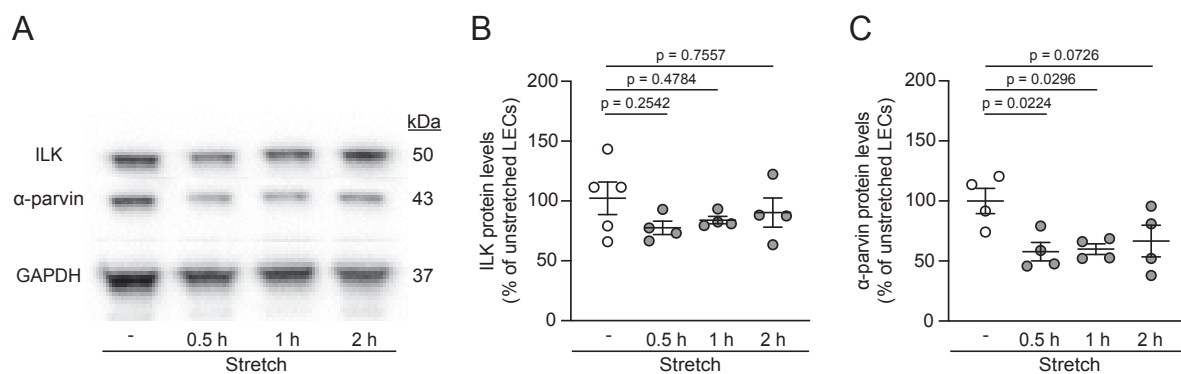 A
kDa
ILK
50
α-parvin
43
GAPDH
37
- 0.5 h 1 h 2 h
Stretch
B
p = 0.7557
p = 0.4784
p = 0.2542
200
150
100
50
0
ILK protein levels
(% of unstretched LECs)
- 0.5 h 1 h 2 h
Stretch
C
p = 0.0726
p = 0.0296
p = 0.0224
200
150
100
50
0
α-parvin protein levels
(% of unstretched LECs)
- 0.5 h 1 h 2 h
Stretch